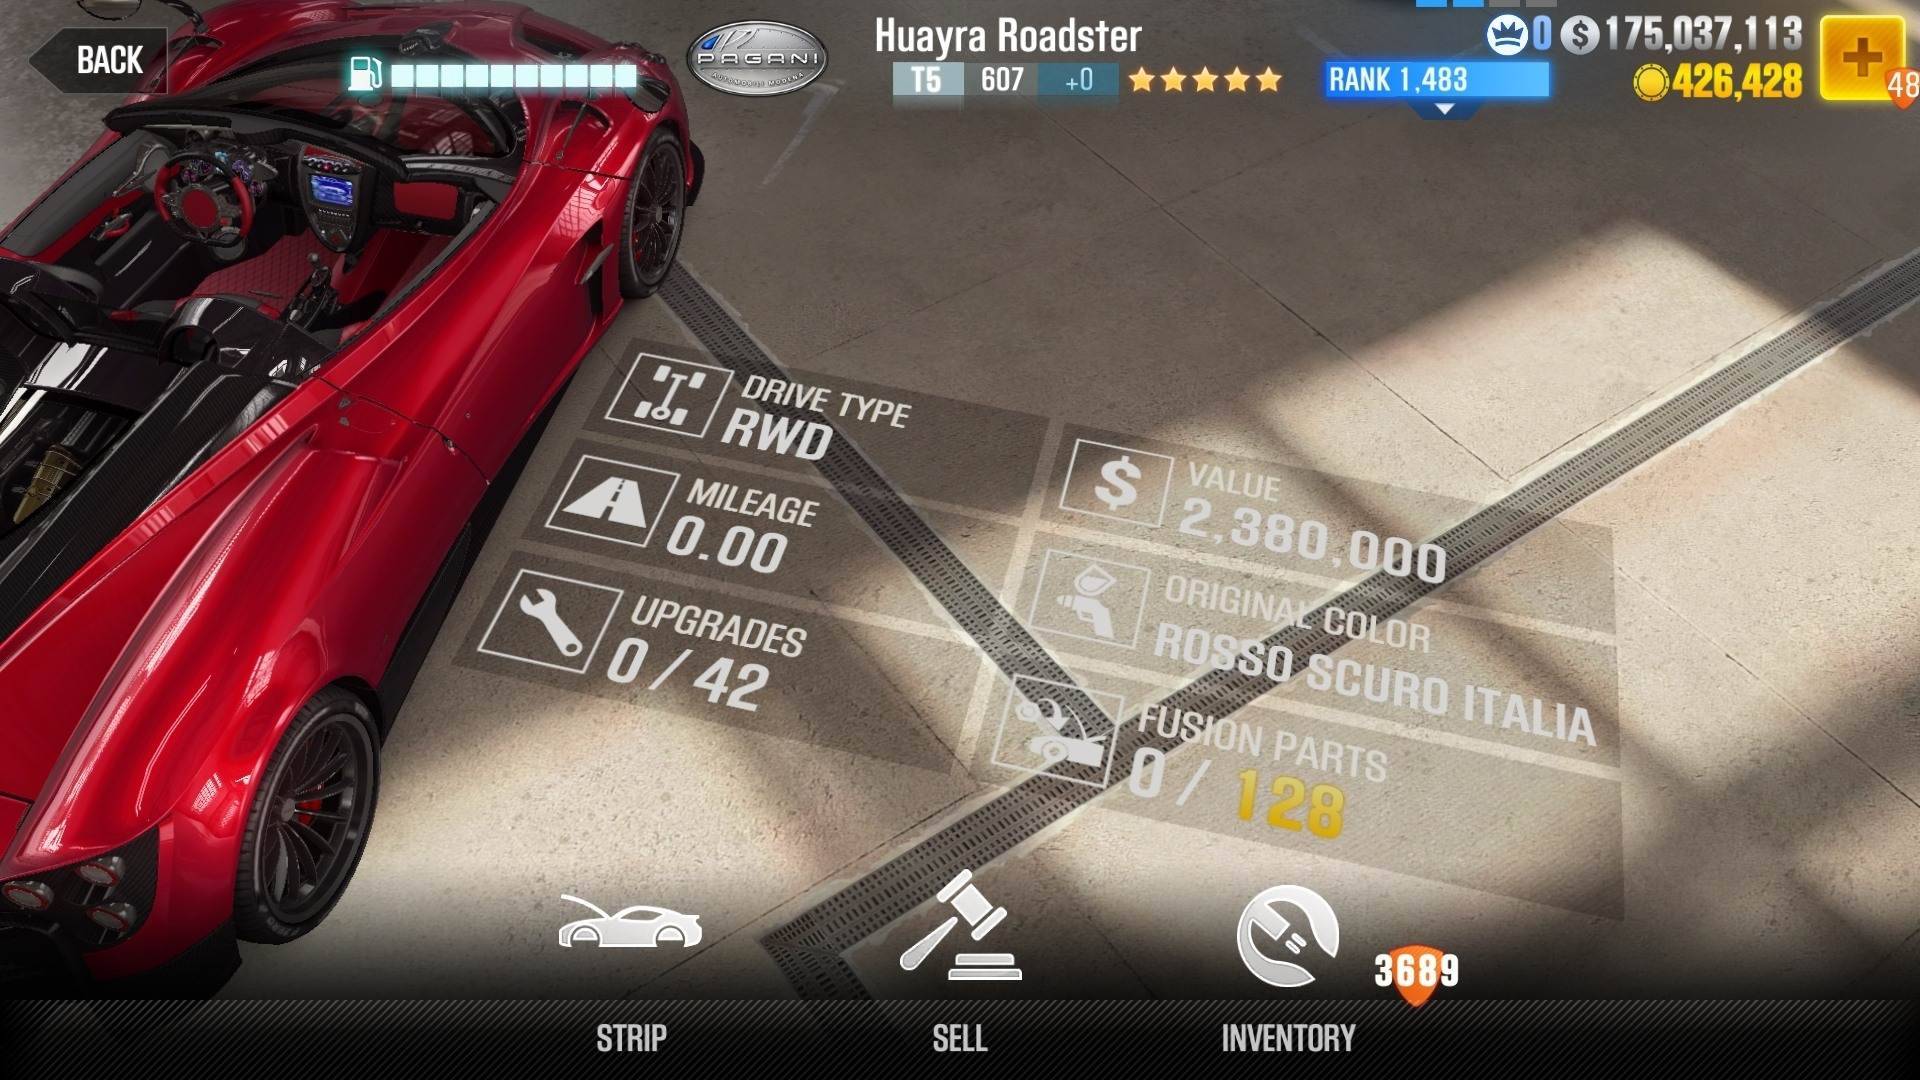 BACK
PAGANI
AUTOMOBILI MODENA
Huayra Roadster
T5 607 +0
RANK 1,483
0 $ 175,037,113
426,428
48
DRIVE TYPE
RWD
MILEAGE
0.00
UPGRADES
0 / 42
$ VALUE
2,380,000
ORIGINAL COLOR
ROSSO SCURO ITALIA
FUSION PARTS
0 / 128
3689
STRIP
SELL
INVENTORY